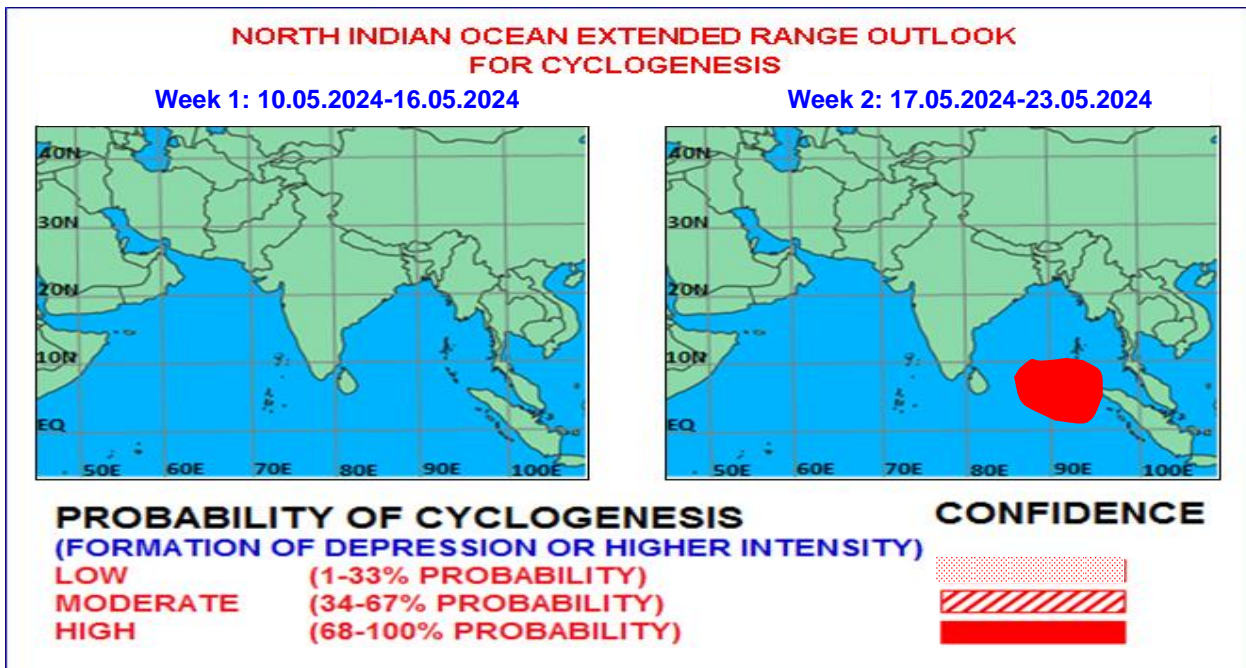 NORTH INDIAN OCEAN EXTENDED RANGE OUTLOOK
FOR CYCLOGENESIS
Week 1: 10.05.2024-16.05.2024
40N
30N
20N
10N
EQ
50E 60E 70E 80E 90E 100E
Week 2: 17.05.2024-23.05.2024
40N
30N
20N
10N
EQ
50E 60E 70E 80E 90E 100E
PROBABILITY OF CYCLOGENESIS CONFIDENCE
(FORMATION OF DEPRESSION OR HIGHER INTENSITY)
LOW (1-33% PROBABILITY)
MODERATE (34-67% PROBABILITY)
HIGH (68-100% PROBABILITY)